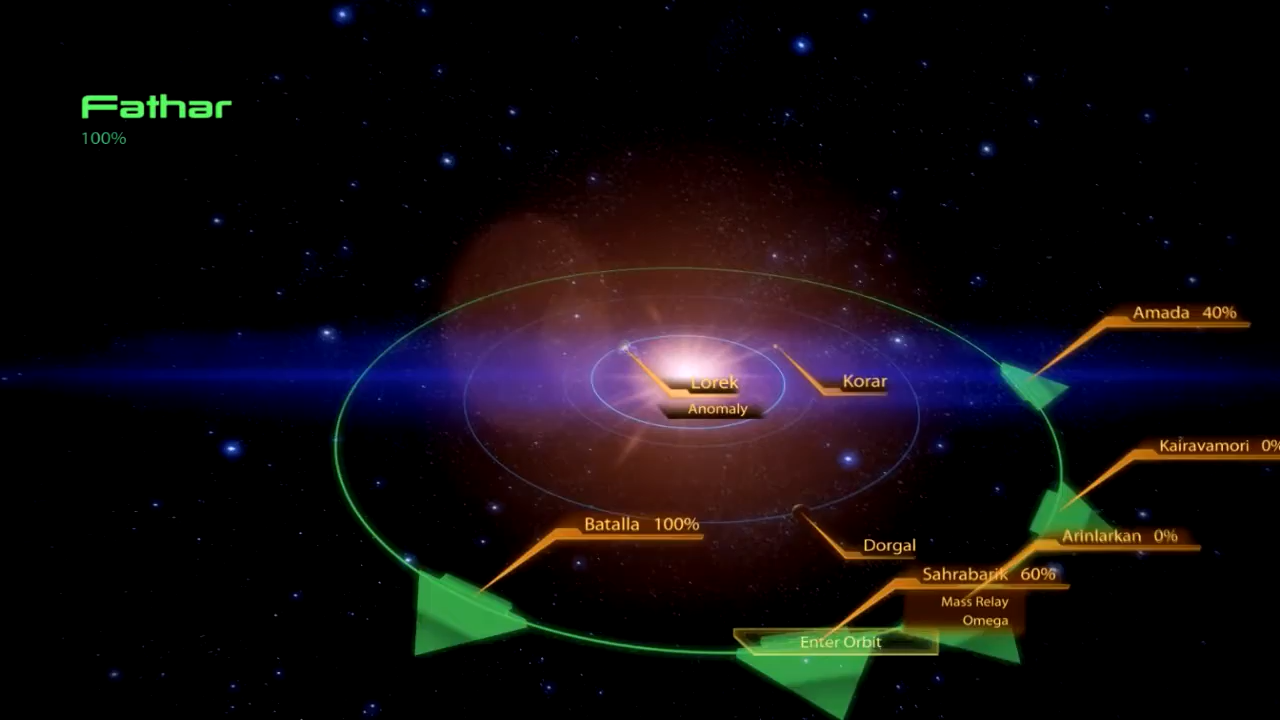 Fathar
100%
Amada 40%
Lorek
Anomaly
Korar
Kairavamori 0%
Batalla 100%
Arinlarkan 0%
Dorgal
Sahrabarik 60%
Mass Relay
Omega
Enter Orbit